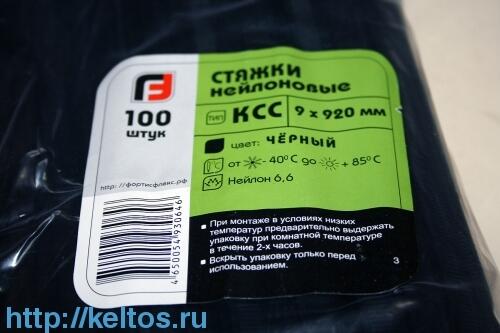 СТЯЖКИ
нейлоновые
100
штук
тип КСС 9 x 920 мм
цвет: ЧЁРНЫЙ
от - 40°C до + 85°C
Нейлон 6,6
http://фортисфлекс.рф
4650054930646
При монтаже в условиях низких
температур предварительно выдержать
упаковку при комнатной температуре
в течение 2-х часов.
Вскрыть упаковку только перед
использованием.
3
http://keltos.ru